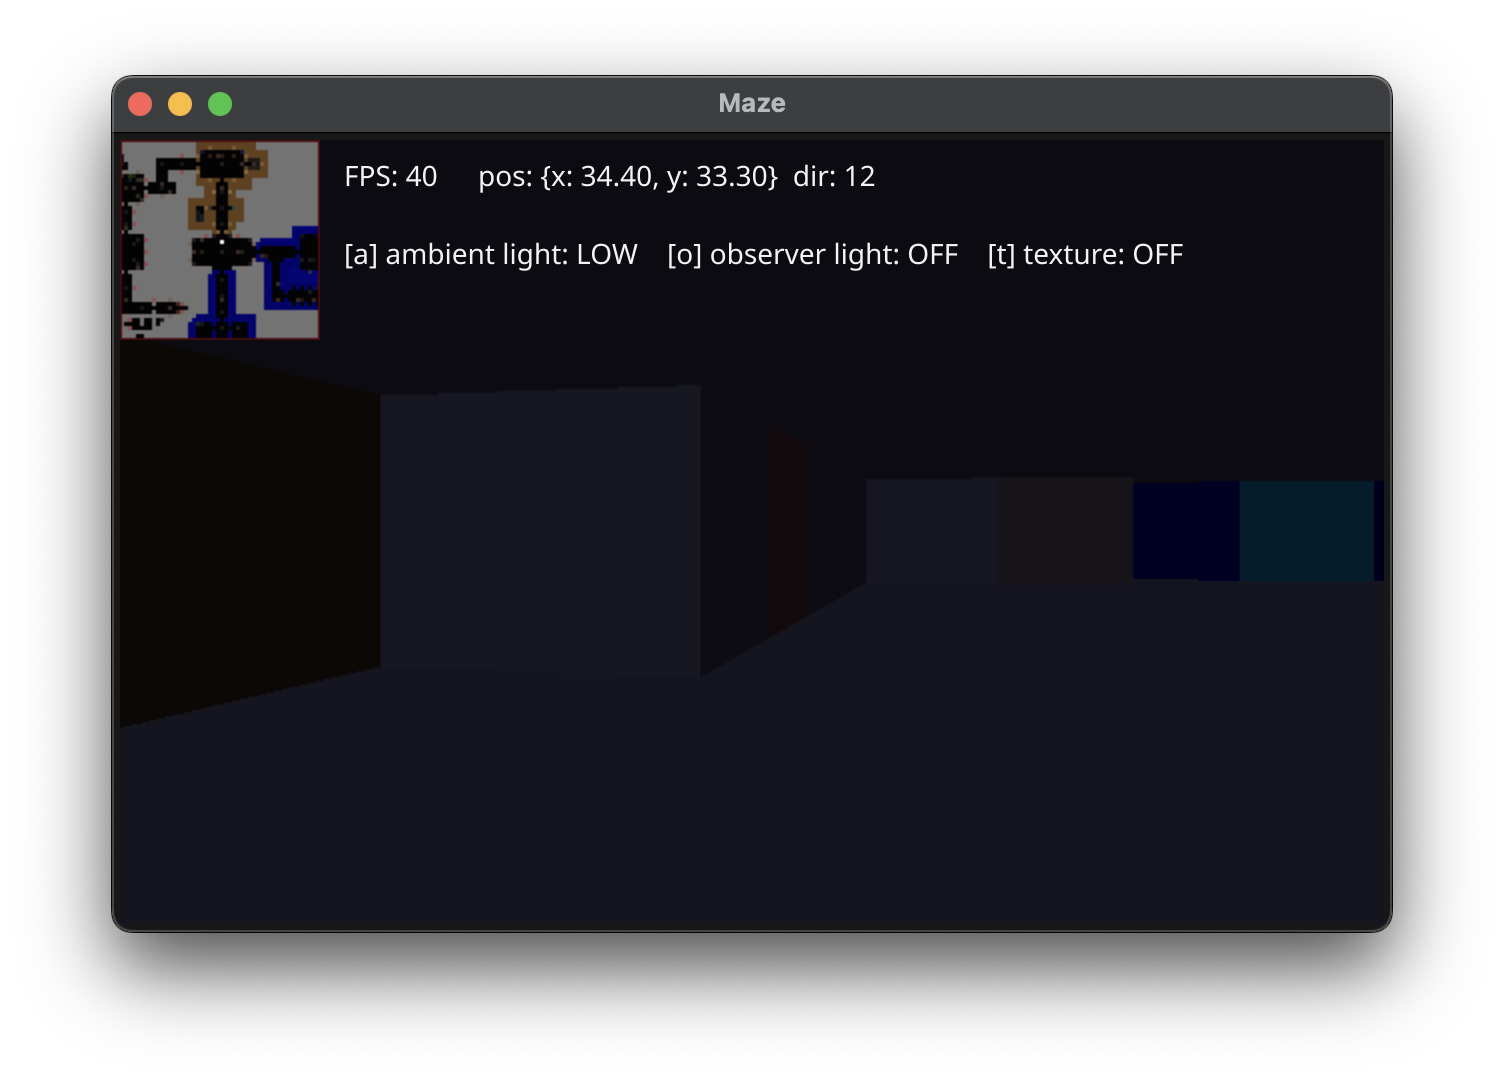 Maze
FPS: 40 pos: {x: 34.40, y: 33.30} dir: 12
[a] ambient light: LOW [o] observer light: OFF [t] texture: OFF